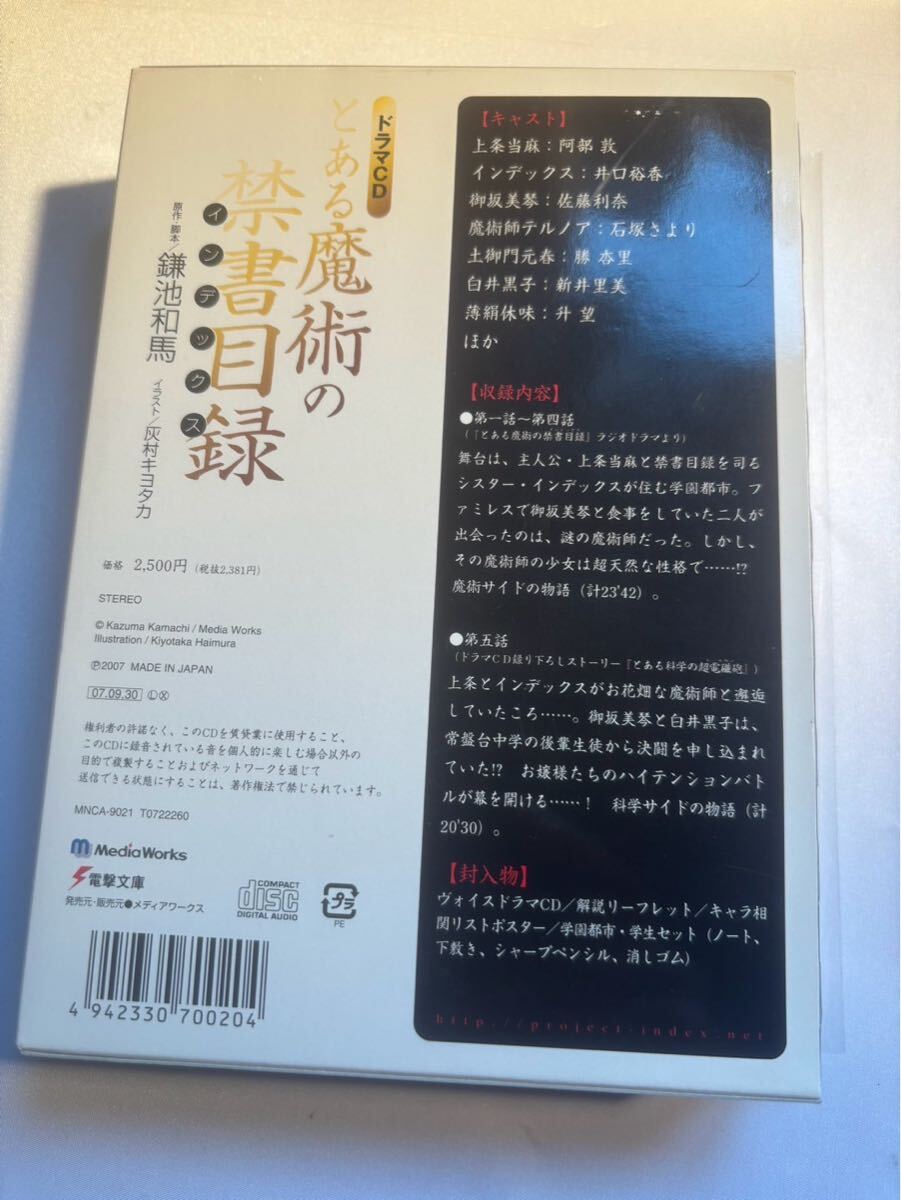 ドラマCD
とある魔術の
禁書目録
インデックス
原作・脚本／鎌池和馬
イラスト／灰村キヨタカ
価格 2,500円（税抜2,381円）
STEREO
© Kazuma Kamachi / Media Works
Illustration / Kiyotaka Haimura
Ⓟ2007 MADE IN JAPAN
07.09.30 Ⓛ Ⓧ
権利者の許諾なく、このCDを賃貸業に使用すること、
このCDに録音されている音を個人的に楽しむ場合以外の
目的で複製することおよびネットワークを通じて
送信できる状態にすることは、著作権法で禁じられています。
MNCA-9021 T0722260
MediaWorks
電撃文庫
発売元・販売元●メディアワークス
COMPACT
disc
DIGITAL AUDIO
プラ
PE
4 942330 700204
【キャスト】
上条当麻：阿部 敦
インデックス：井口裕香
御坂美琴：佐藤利奈
魔術師テルノア：石塚さより
土御門元春：勝 杏里
白井黒子：新井里美
薄絹休味：升 望
ほか
【収録内容】
●第一話～第四話
（『とある魔術の禁書目録』ラジオドラマより）
舞台は、主人公・上条当麻と禁書目録を司る
シスター・インデックスが住む学園都市。フ
ァミレスで御坂美琴と食事をしていた二人が
出会ったのは、謎の魔術師だった。しかし、
その魔術師の少女は超天然な性格で……!?
魔術サイドの物語（計23'42）。
●第五話
（ドラマCD録り下ろしストーリー『とある科学の超電磁砲』）
上条とインデックスがお花畑な魔術師と邂逅
していたころ……。御坂美琴と白井黒子は、
常盤台中学の後輩生徒から決闘を申し込まれ
ていた!?　お嬢様たちのハイテンションバト
ルが幕を開ける……！　科学サイドの物語（計
20'30）。
【封入物】
ヴォイスドラマCD／解説リーフレット／キャラ相
関リストポスター／学園都市・学生セット（ノート、
下敷き、シャープペンシル、消しゴム）
http://project-index.net